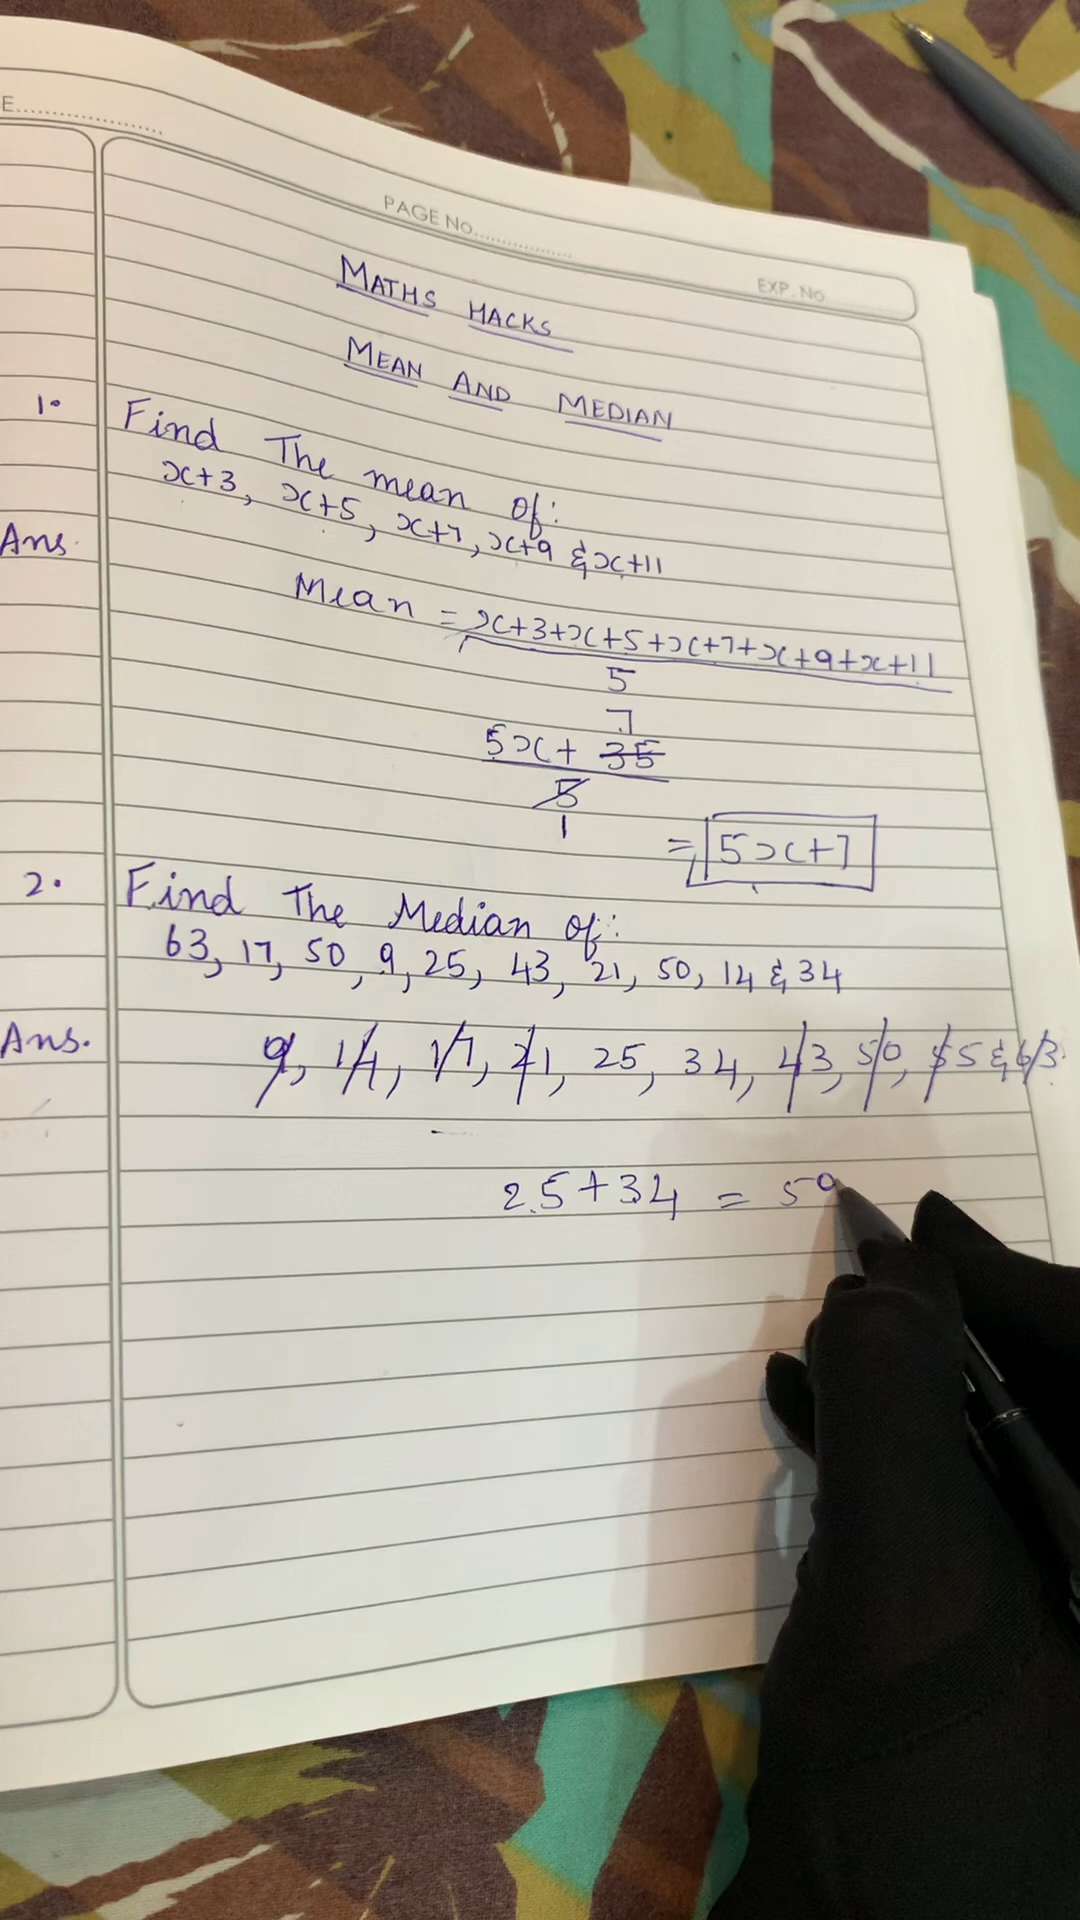 E.....................
PAGE No.................
EXP. No.
MATHS HACKS
MEAN AND MEDIAN
1. Find The mean of:
x+3, x+5, x+7, x+9 & x+11
Ans.
Mean = x+3+x+5+x+7+x+9+x+11
5
7
5x+ 35
5
1
= 5x+7
2. Find The Median of:
63, 17, 50, 9, 25, 43, 21, 50, 14 & 34
Ans. 9, 14, 17, 21, 25, 34, 43, 50, 55 & 63
25+34 = 59